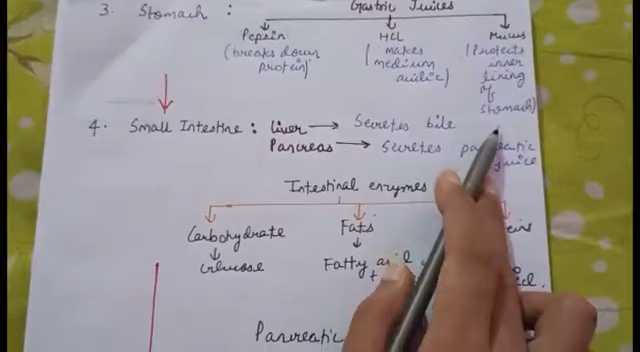 Gastric Juices
3. Stomach :
Pepsin HCL Mucus
(breaks down protein) (makes medium acidic) (Protects inner lining of stomach)
4. Small Intestine : Liver → Secretes bile
Pancreas → Secretes pancreatic juice
Intestinal enzymes
Carbohydrate Fats
↓ ↓
Glucose Fatty acid
+
Pancreatic